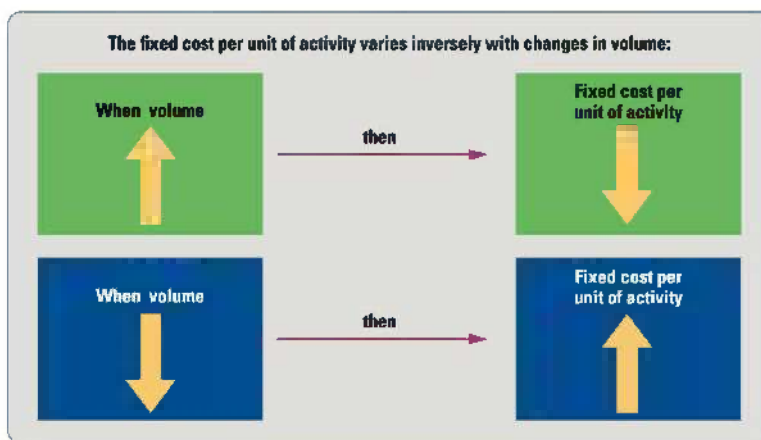 The fixed cost per unit of activity varies inversely with changes in volume:
When volume
then
Fixed cost per
unit of activity
When volume
then
Fixed cost per
unit of activity